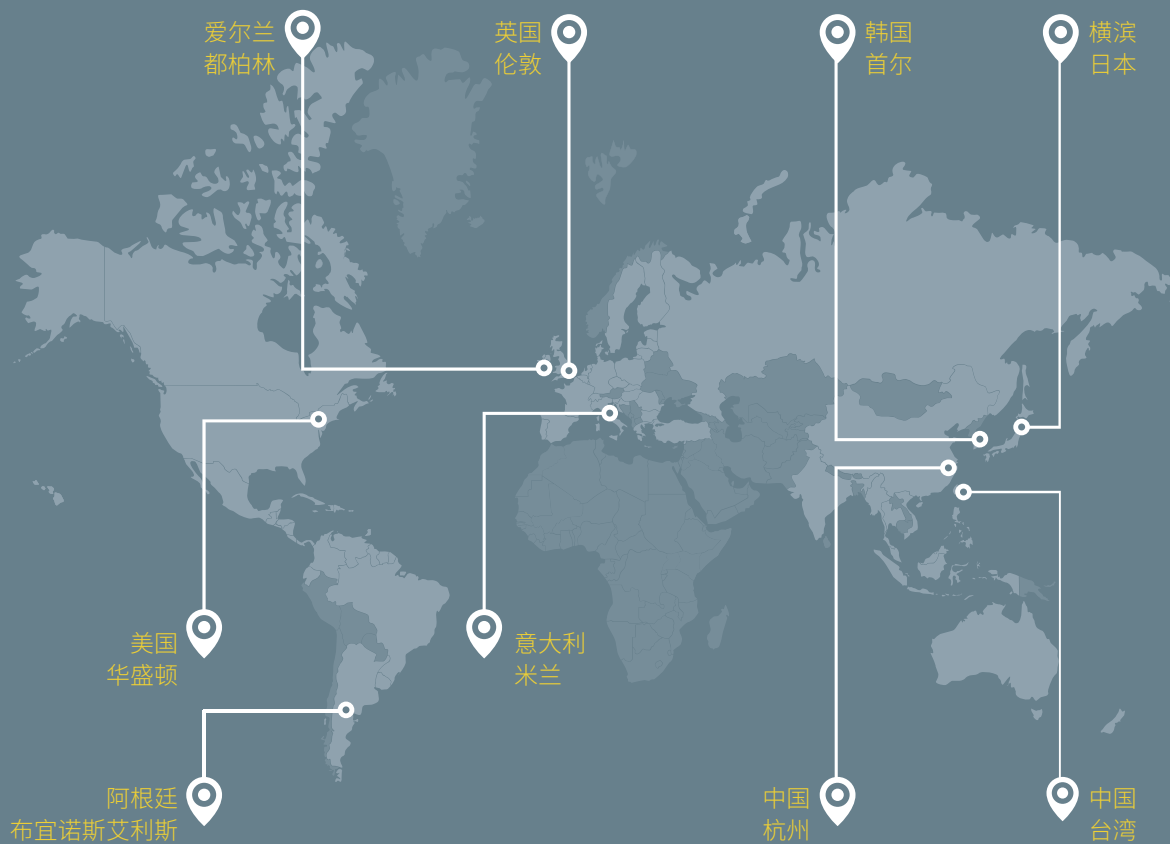 爱尔兰
都柏林
英国
伦敦
韩国
首尔
横滨
日本
美国
华盛顿
意大利
米兰
阿根廷
布宜诺斯艾利斯
中国
杭州
中国
台湾